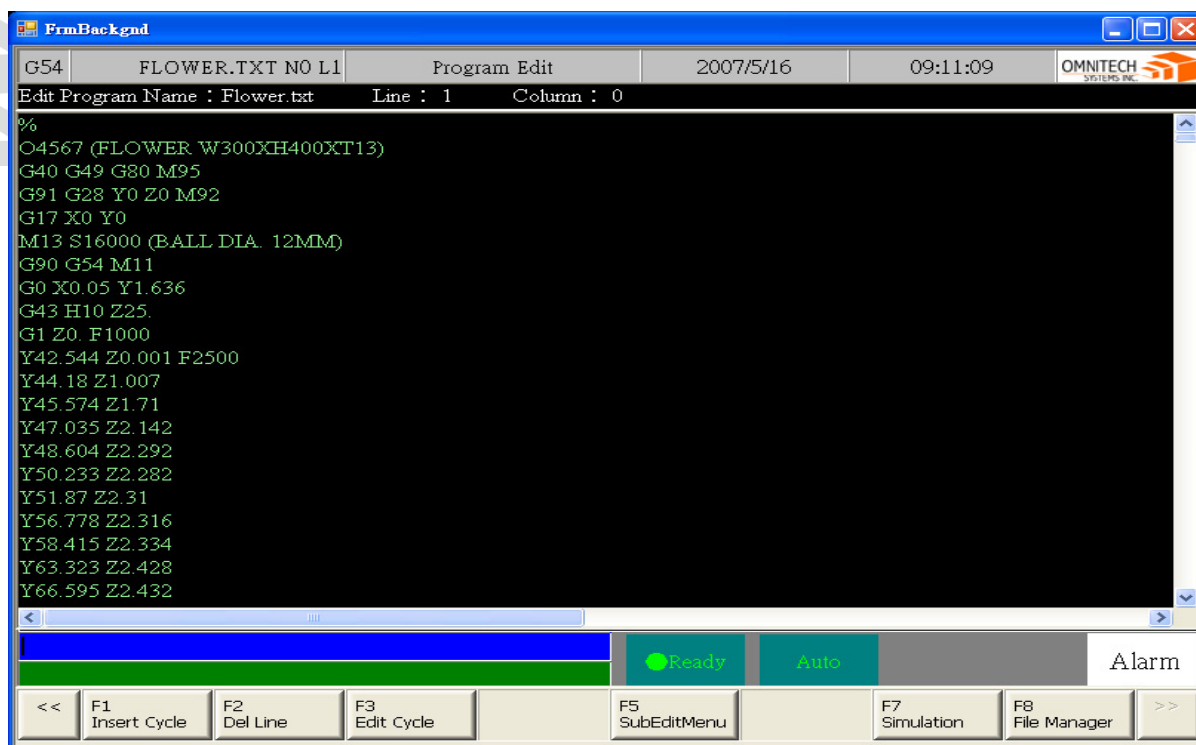 FrmBackgnd
G54 FLOWER.TXT N0 L1 Program Edit 2007/5/16 09:11:09 OMNITECH SYSTEMS INC.
Edit Program Name : Flower.txt Line : 1 Column : 0
%
O4567 (FLOWER W300XH400XT13)
G40 G49 G80 M95
G91 G28 Y0 Z0 M92
G17 X0 Y0
M13 S16000 (BALL DIA. 12MM)
G90 G54 M11
G0 X0.05 Y1.636
G43 H10 Z25.
G1 Z0. F1000
Y42.544 Z0.001 F2500
Y44.18 Z1.007
Y45.574 Z1.71
Y47.035 Z2.142
Y48.604 Z2.292
Y50.233 Z2.282
Y51.87 Z2.31
Y56.778 Z2.316
Y58.415 Z2.334
Y63.323 Z2.428
Y66.595 Z2.432
Ready Auto Alarm
<< F1 Insert Cycle F2 Del Line F3 Edit Cycle F5 SubEditMenu F7 Simulation F8 File Manager >>